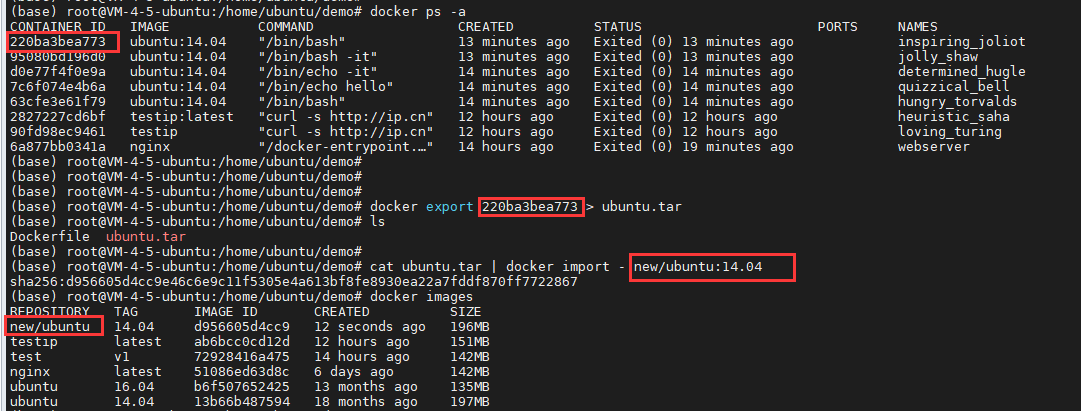 (base) root@VM-4-5-ubuntu:/home/ubuntu/demo# docker ps -a
CONTAINER ID   IMAGE           COMMAND                  CREATED          STATUS                      PORTS     NAMES
220ba3bea773   ubuntu:14.04    "/bin/bash"              13 minutes ago   Exited (0) 13 minutes ago             inspiring_joliot
95080bd196d0   ubuntu:14.04    "/bin/bash -it"          13 minutes ago   Exited (0) 13 minutes ago             jolly_shaw
d0e77f4f0e9a   ubuntu:14.04    "/bin/echo -it"          14 minutes ago   Exited (0) 14 minutes ago             determined_hugle
7c6f074e4b6a   ubuntu:14.04    "/bin/echo hello"        14 minutes ago   Exited (0) 14 minutes ago             quizzical_bell
63cfe3e61f79   ubuntu:14.04    "/bin/bash"              14 minutes ago   Exited (0) 14 minutes ago             hungry_torvalds
2827227cd6bf   testip:latest   "curl -s http://ip.cn"   12 hours ago     Exited (0) 12 hours ago               heuristic_saha
90fd98ec9461   testip          "curl -s http://ip.cn"   12 hours ago     Exited (0) 12 hours ago               loving_turing
6a877bb0341a   nginx           "/docker-entrypoint.…"   14 hours ago     Exited (0) 19 minutes ago             webserver
(base) root@VM-4-5-ubuntu:/home/ubuntu/demo#
(base) root@VM-4-5-ubuntu:/home/ubuntu/demo#
(base) root@VM-4-5-ubuntu:/home/ubuntu/demo#
(base) root@VM-4-5-ubuntu:/home/ubuntu/demo# docker export 220ba3bea773 > ubuntu.tar
(base) root@VM-4-5-ubuntu:/home/ubuntu/demo# ls
Dockerfile  ubuntu.tar
(base) root@VM-4-5-ubuntu:/home/ubuntu/demo#
(base) root@VM-4-5-ubuntu:/home/ubuntu/demo# cat ubuntu.tar | docker import - new/ubuntu:14.04
sha256:d956605d4cc9e46c6e9c11f5305e4a613bf8fe8930ea22a7fddf870ff7722867
(base) root@VM-4-5-ubuntu:/home/ubuntu/demo# docker images
REPOSITORY   TAG       IMAGE ID       CREATED          SIZE
new/ubuntu   14.04     d956605d4cc9   12 seconds ago   196MB
testip       latest    ab6bcc0cd12d   12 hours ago     151MB
test         v1        72928416a475   14 hours ago     142MB
nginx        latest    51086ed63d8c   6 days ago       142MB
ubuntu       16.04     b6f507652425   13 months ago    135MB
ubuntu       14.04     13b66b487594   18 months ago    197MB